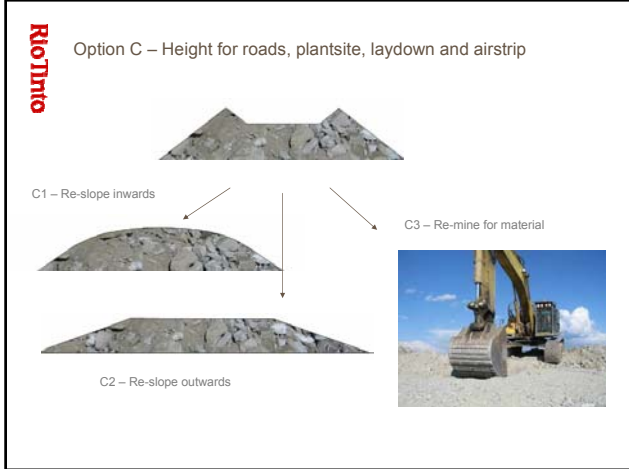 RioTinto
Option C – Height for roads, plantsite, laydown and airstrip
C1 – Re-slope inwards
C3 – Re-mine for material
C2 – Re-slope outwards